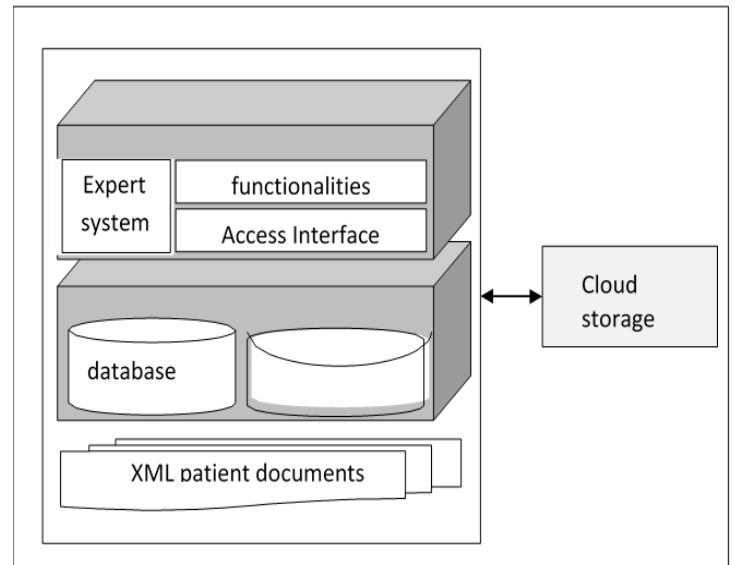 Expert
system
functionalities
Access Interface
Cloud
storage
database
XML patient documents